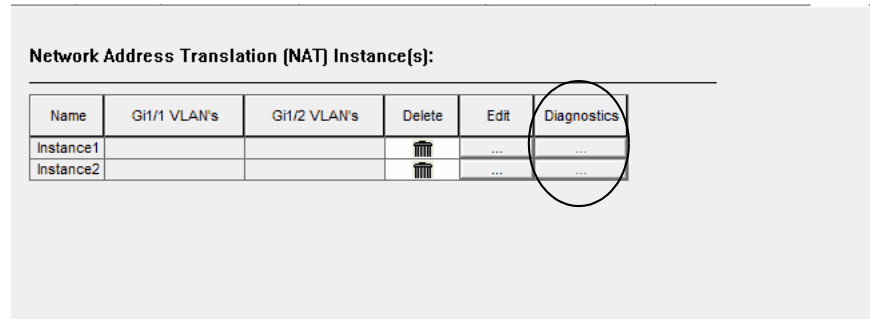 Network Address Translation (NAT) Instance(s):
Name Gi1/1 VLAN's Gi1/2 VLAN's Delete Edit Diagnostics
Instance1 ... ...
Instance2 ... ...